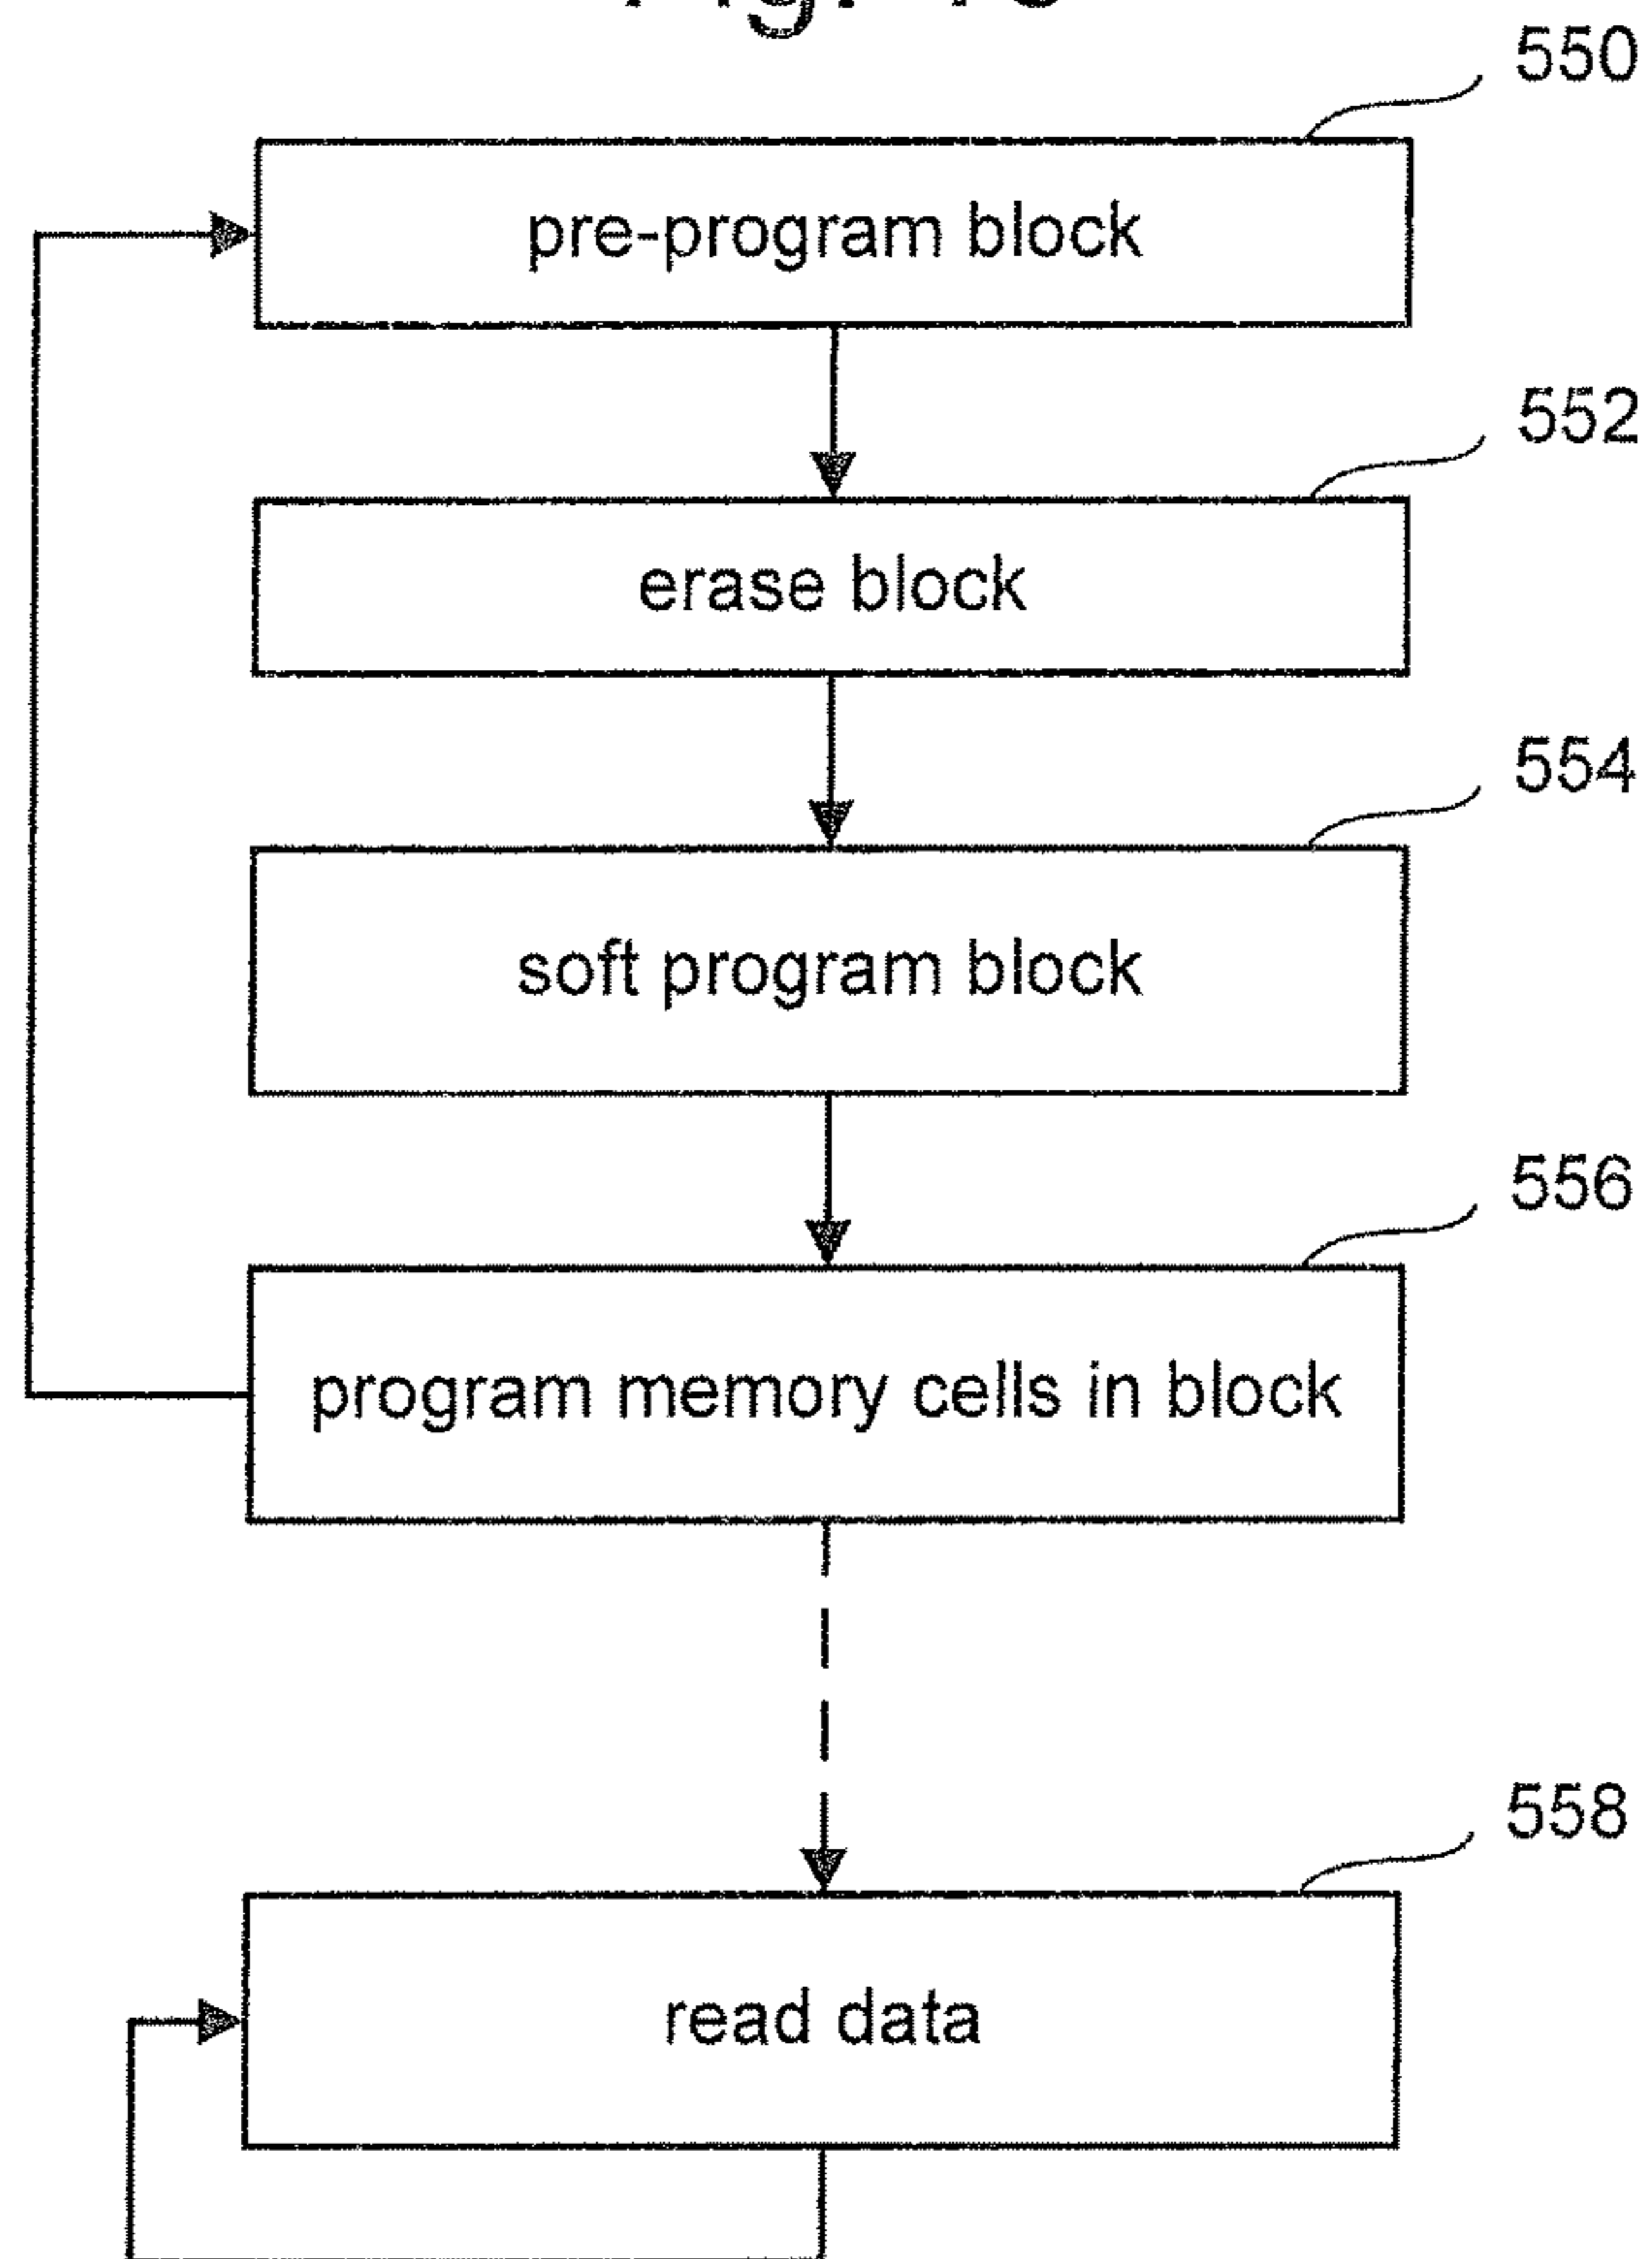 550
pre-program block
552
erase block
554
soft program block
556
program memory cells in block
558
read data